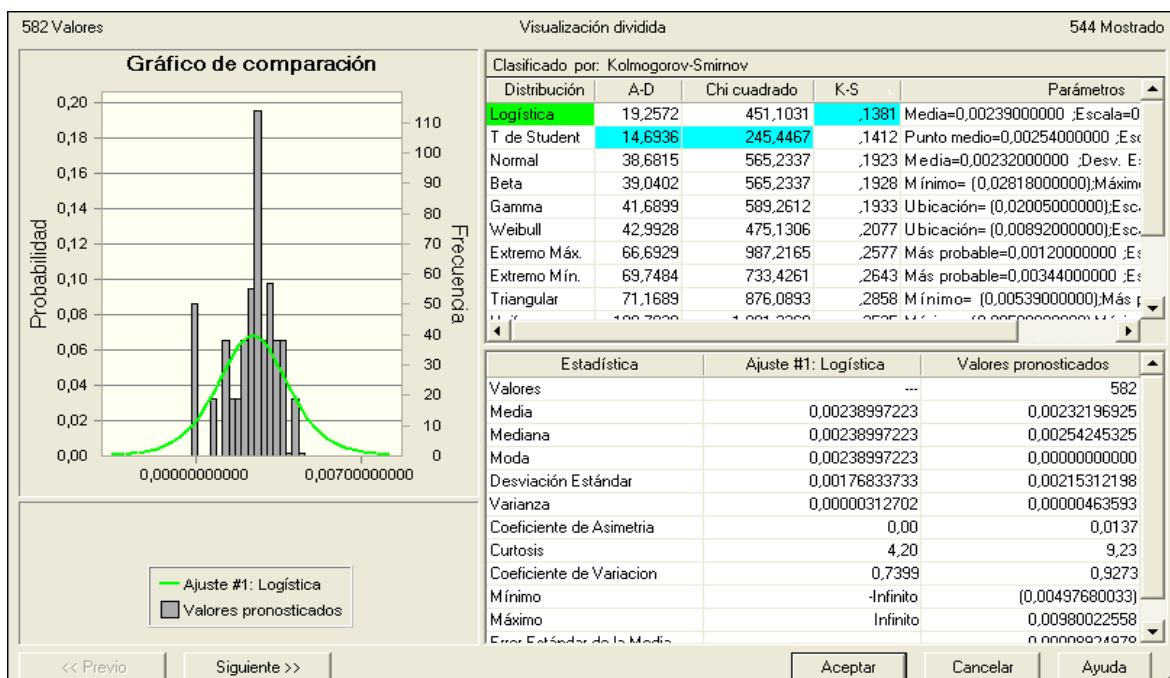 582 Valores Visualización dividida 544 Mostrado
Gráfico de comparación
Probabilidad
0,20
0,18
0,16
0,14
0,12
0,10
0,08
0,06
0,04
0,02
0,00
110
100
90
80
70
60
50
40
30
20
10
0
Frecuencia
0,00000000000 0,00700000000
Ajuste #1: Logística
Valores pronosticados
Clasificado por: Kolmogorov-Smirnov
Distribución A-D Chi cuadrado K-S Parámetros
Logística 19,2572 451,1031 ,1381 Media=0,00239000000 ;Escala=0
T de Student 14,6936 245,4467 ,1412 Punto medio=0,00254000000 ;Esc
Normal 38,6815 565,2337 ,1923 Media=0,00232000000 ;Desv. E
Beta 39,0402 565,2337 ,1928 Mínimo= (0,02818000000);Máxim
Gamma 41,6899 589,2612 ,1933 Ubicación= (0,02005000000);Esc
Weibull 42,9928 475,1306 ,2077 Ubicación= (0,00892000000);Esc
Extremo Máx. 66,6929 987,2165 ,2577 Más probable=0,00120000000 ;Es
Extremo Mín. 69,7484 733,4261 ,2643 Más probable=0,00344000000 ;Es
Triangular 71,1689 876,0893 ,2858 Mínimo= (0,00539000000);Más
Estadística Ajuste #1: Logística Valores pronosticados
Valores --- 582
Media 0,00238997223 0,00232196925
Mediana 0,00238997223 0,00254245325
Moda 0,00238997223 0,00000000000
Desviación Estándar 0,00176833733 0,00215312198
Varianza 0,00000312702 0,00000463593
Coeficiente de Asimetria 0,00 0,0137
Curtosis 4,20 9,23
Coeficiente de Variacion 0,7399 0,9273
Mínimo -Infinito (0,00497680033)
Máximo Infinito 0,00980022558
Error Estándar de la Media 0,00008924978
<< Previo Siguiente >> Aceptar Cancelar Ayuda